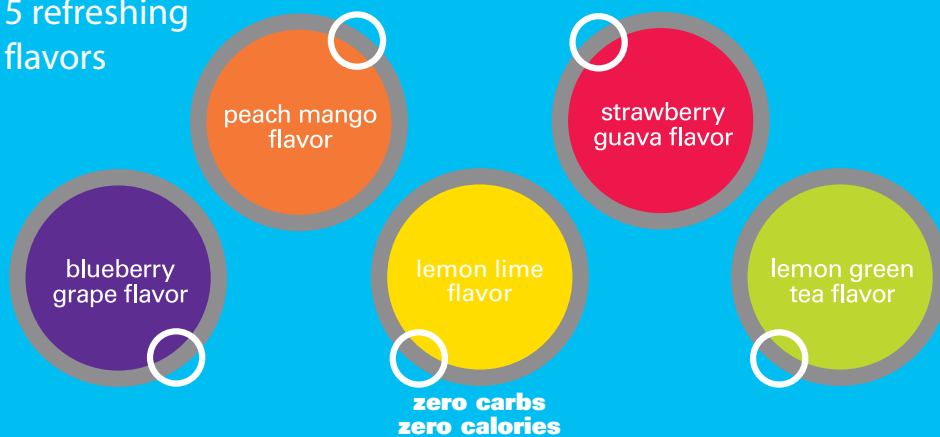 5 refreshing
flavors
peach mango
flavor
strawberry
guava flavor
blueberry
grape flavor
lemon lime
flavor
lemon green
tea flavor
zero carbs
zero calories